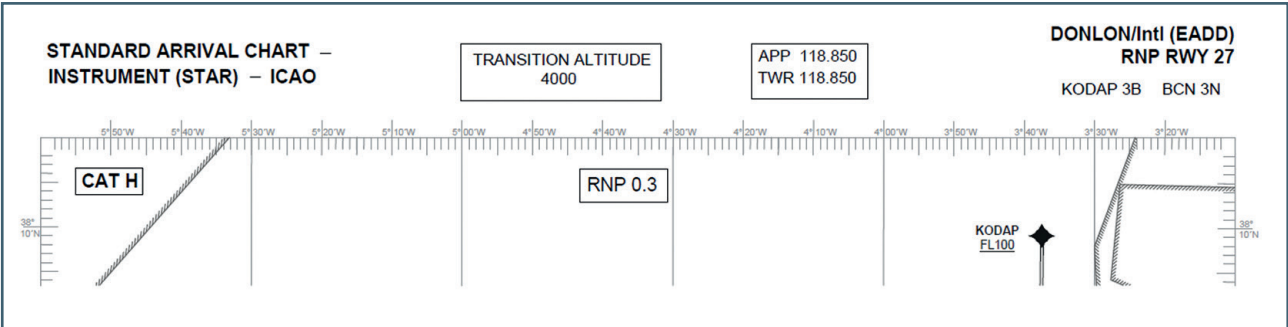 STANDARD ARRIVAL CHART –
INSTRUMENT (STAR) – ICAO
TRANSITION ALTITUDE
4000
APP 118.850
TWR 118.850
DONLON/Intl (EADD)
RNP RWY 27
KODAP 3B BCN 3N
5°50'W 5°40'W 5°30'W 5°20'W 5°10'W 5°00'W 4°50'W 4°40'W 4°30'W 4°20'W 4°10'W 4°00'W 3°50'W 3°40'W 3°30'W 3°20'W
CAT H
RNP 0.3
38°
10'N
KODAP
FL100
38°
10'N